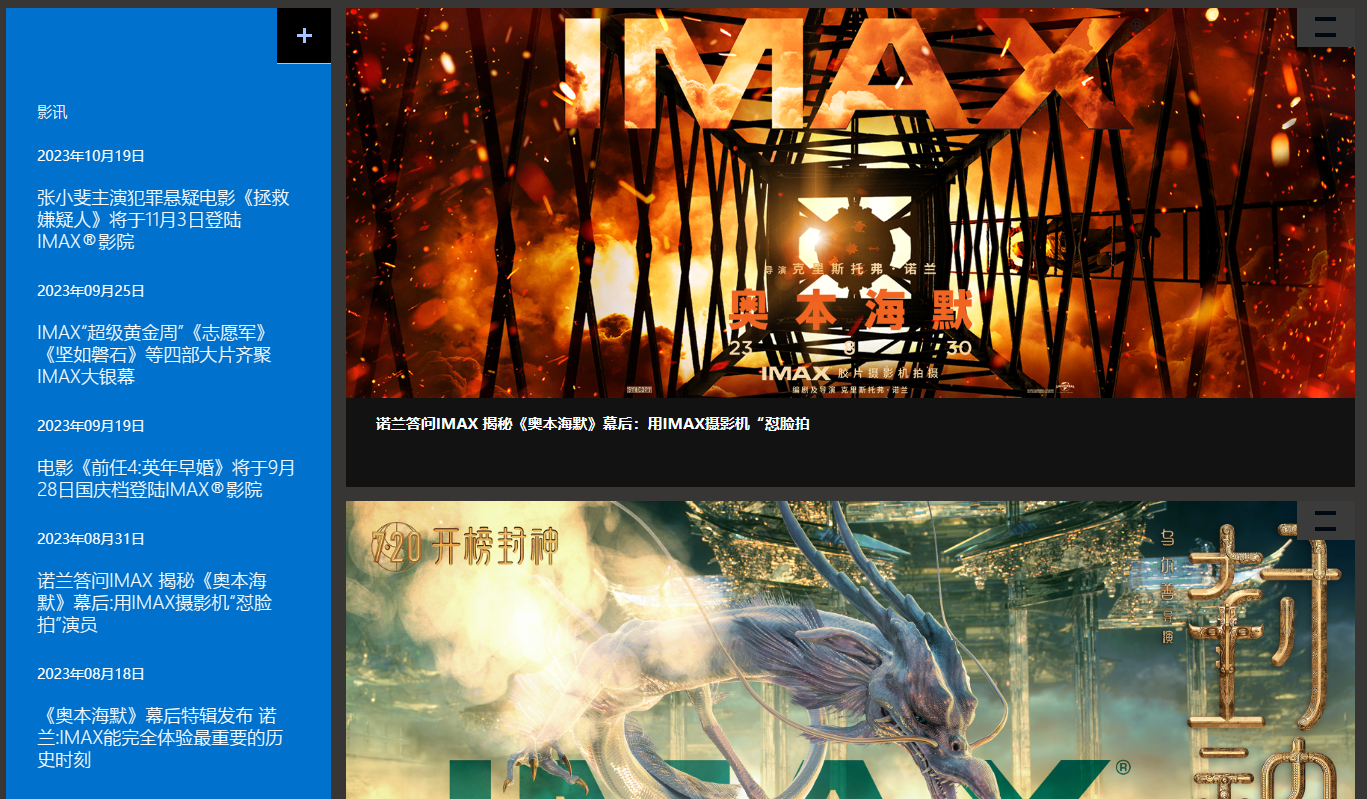 影讯
2023年10月19日
张小斐主演犯罪悬疑电影《拯救
嫌疑人》将于11月3日登陆
IMAX®影院
2023年09月25日
IMAX“超级黄金周”《志愿军》
《坚如磐石》等四部大片齐聚
IMAX大银幕
2023年09月19日
电影《前任4:英年早婚》将于9月
28日国庆档登陆IMAX®影院
2023年08月31日
诺兰答问IMAX 揭秘《奥本海
默》幕后:用IMAX摄影机“怼脸
拍”演员
2023年08月18日
《奥本海默》幕后特辑发布 诺
兰:IMAX能完全体验最重要的历
史时刻
IMAX
导演 克里斯托弗·诺兰
奥本海默
23 8 30
IMAX 胶片摄影机拍摄
编剧及导演 克里斯托弗·诺兰
诺兰答问IMAX 揭秘《奥本海默》幕后：用IMAX摄影机“怼脸拍
7.20 开榜封神
乌尔善导演
封神
IMAX®